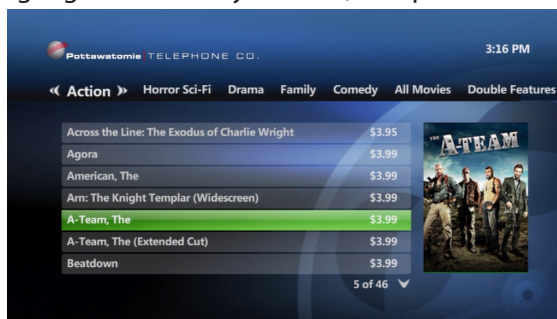 Pottawatomie TELEPHONE CO.
3:16 PM
Action Horror Sci-Fi Drama Family Comedy All Movies Double Features
Across the Line: The Exodus of Charlie Wright $3.95
Agora $3.99
American, The $3.99
Arn: The Knight Templar (Widescreen) $3.99
A-Team, The $3.99
A-Team, The (Extended Cut) $3.99
Beatdown $3.99
5 of 46
THE A-TEAM